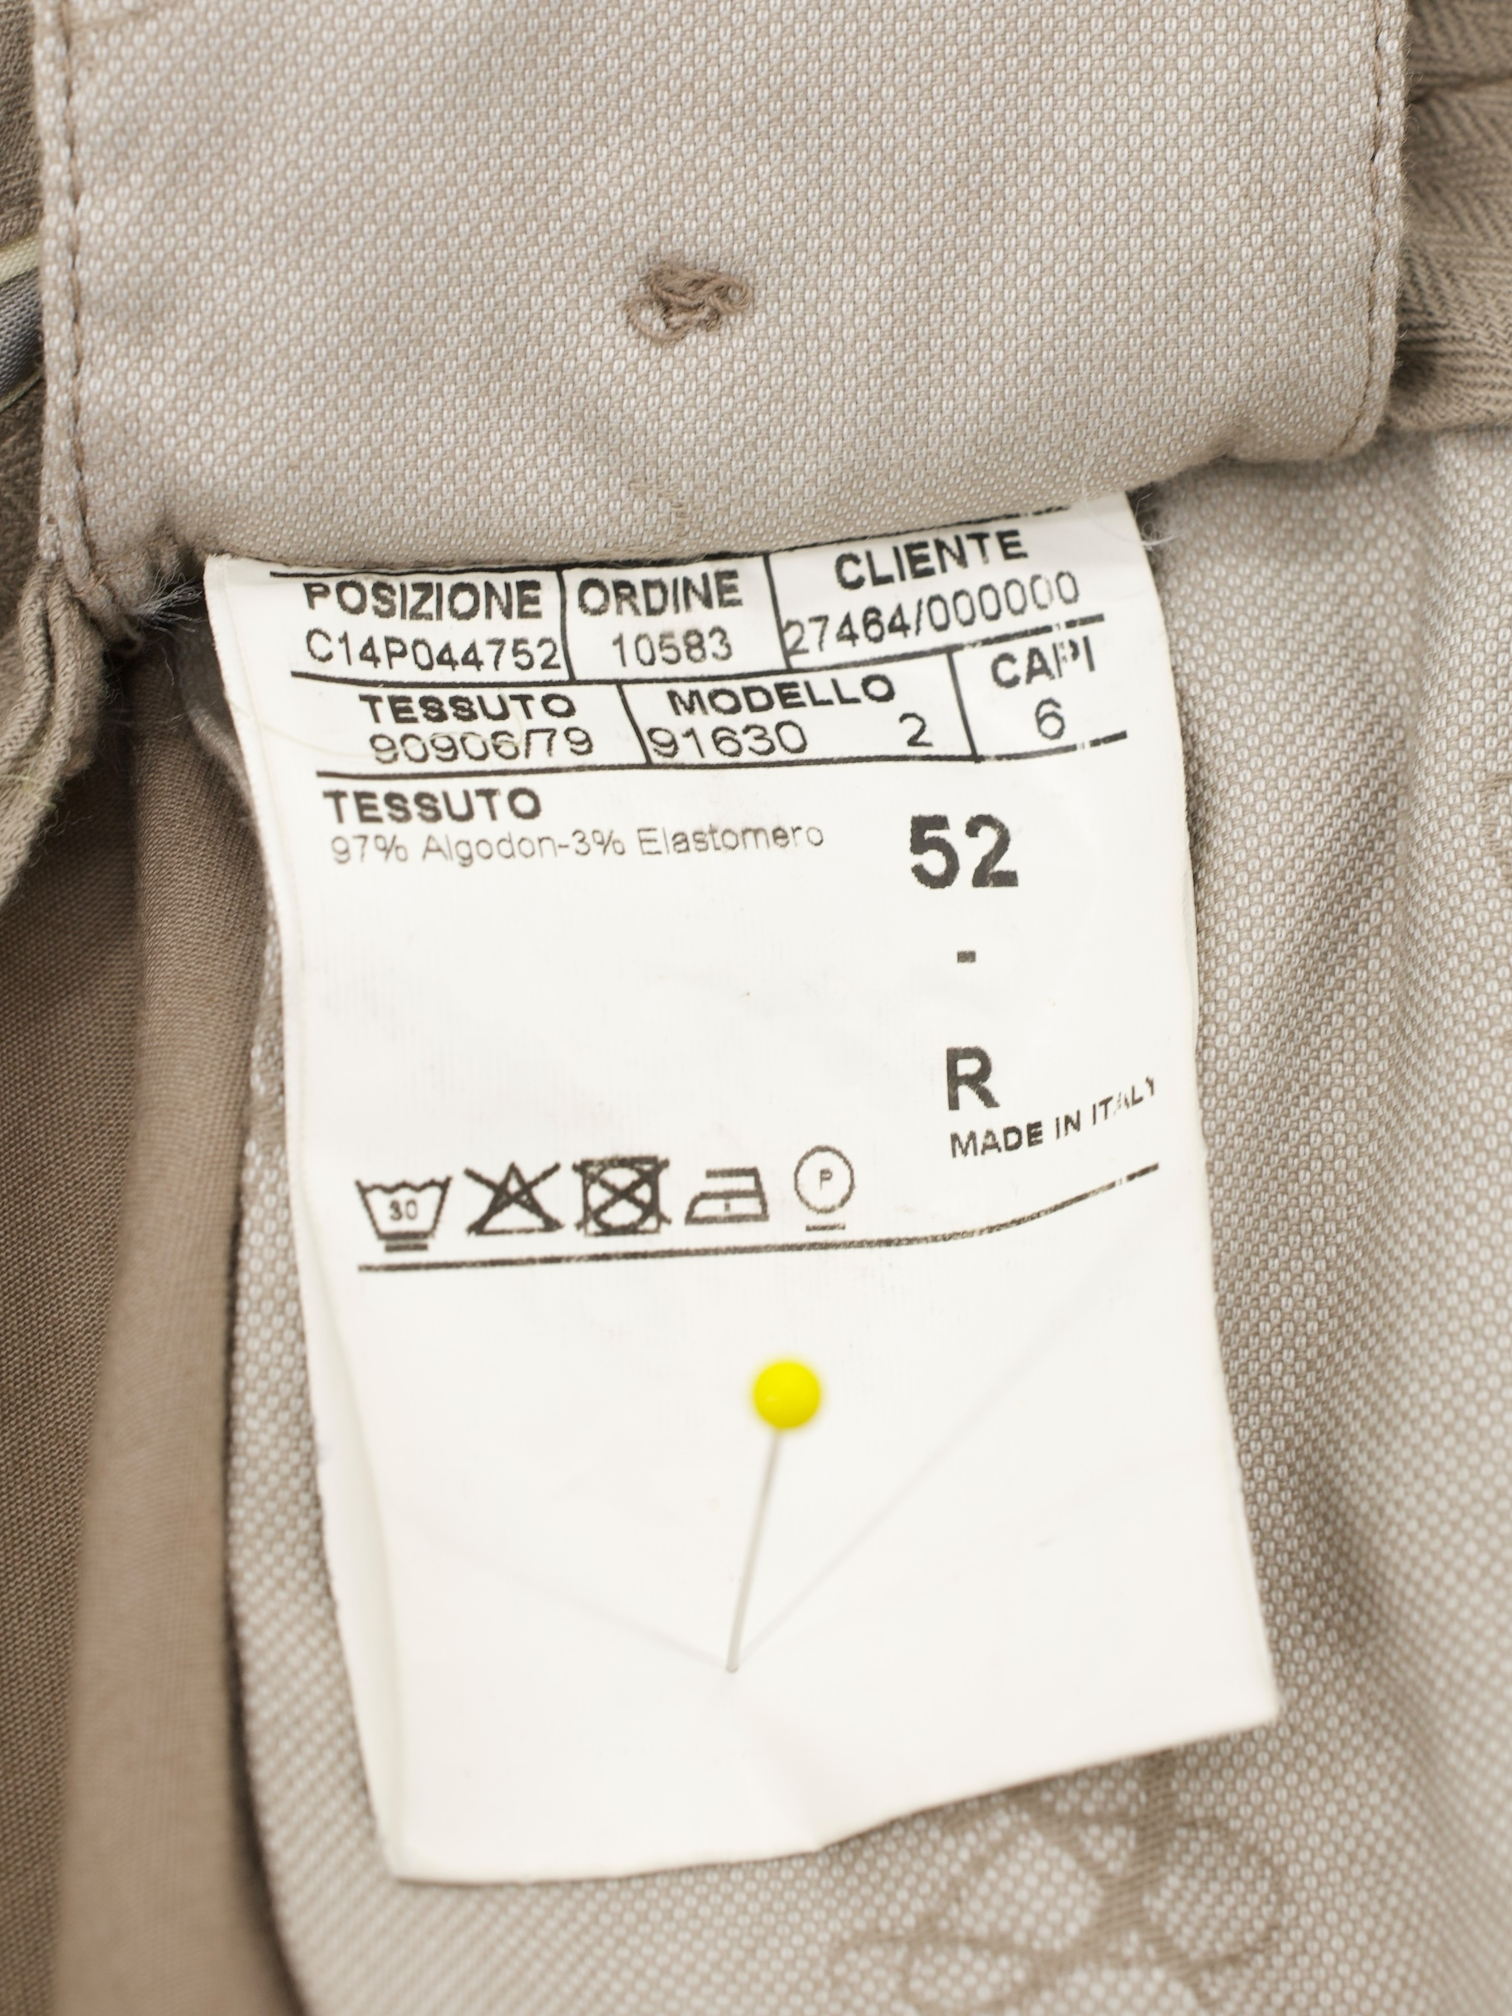 POSIZIONE ORDINE CLIENTE
C14P044752 10583 27464/000000
TESSUTO MODELLO CAPI
90906/79 91630 2 6
TESSUTO
97% Algodon-3% Elastomero
52
-
R
MADE IN ITALY
30 P